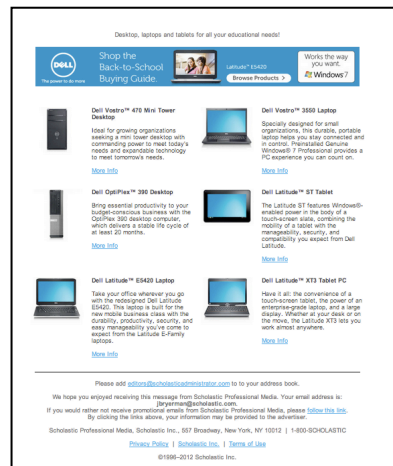 Desktop, laptops and tablets for all your educational needs!
DELL
The power to do more
Shop the
Back-to-School
Buying Guide.
Latitude™ E5420
Browse Products >
Works the way
you want.
Windows 7
Dell Vostro™ 470 Mini Tower
Desktop
Ideal for growing organizations
seeking a mini tower desktop with
commanding power to meet today's
needs and expandable technology
to meet tomorrow's needs.
More Info
Dell Vostro™ 3550 Laptop
Specially designed for small
organizations, this durable, portable
laptop helps you stay connected and
in control. Preinstalled Genuine
Windows® 7 Professional provides a
PC experience you can count on.
More Info
Dell OptiPlex™ 390 Desktop
Bring essential productivity to your
budget-conscious business with the
OptiPlex 390 desktop computer,
which delivers a stable life cycle of
at least 20 months.
More Info
Dell Latitude™ ST Tablet
The Latitude ST features Windows®-
enabled power in the body of a
touch-screen slate, combining the
mobility of a tablet with the
manageability, security, and
compatibility you expect from Dell
Latitude.
More Info
Dell Latitude™ E5420 Laptop
Take your office wherever you go
with the redesigned Dell Latitude
E5420. This laptop is built for the
new mobile business class with the
durability, productivity, security, and
easy manageability you've come to
expect from the Latitude E-Family
laptops.
More Info
Dell Latitude™ XT3 Tablet PC
Have it all: the convenience of a
touch-screen tablet, the power of an
enterprise-grade laptop, and a large
display. Whether at your desk or on
the move, the Latitude XT3 lets you
work almost anywhere.
More Info
Please add editors@scholasticadministrator.com to to your address book.
We hope you enjoyed receiving this message from Scholastic Professional Media. Your email address is:
jbryerman@scholastic.com.
If you would rather not receive promotional emails from Scholastic Professional Media, please follow this link.
By clicking the links above, your information may be provided to the advertiser.
Scholastic Professional Media, Scholastic Inc., 557 Broadway, New York, NY 10012 | 1-800-SCHOLASTIC
Privacy Policy | Scholastic Inc. | Terms of Use
©1996–2012 Scholastic Inc.